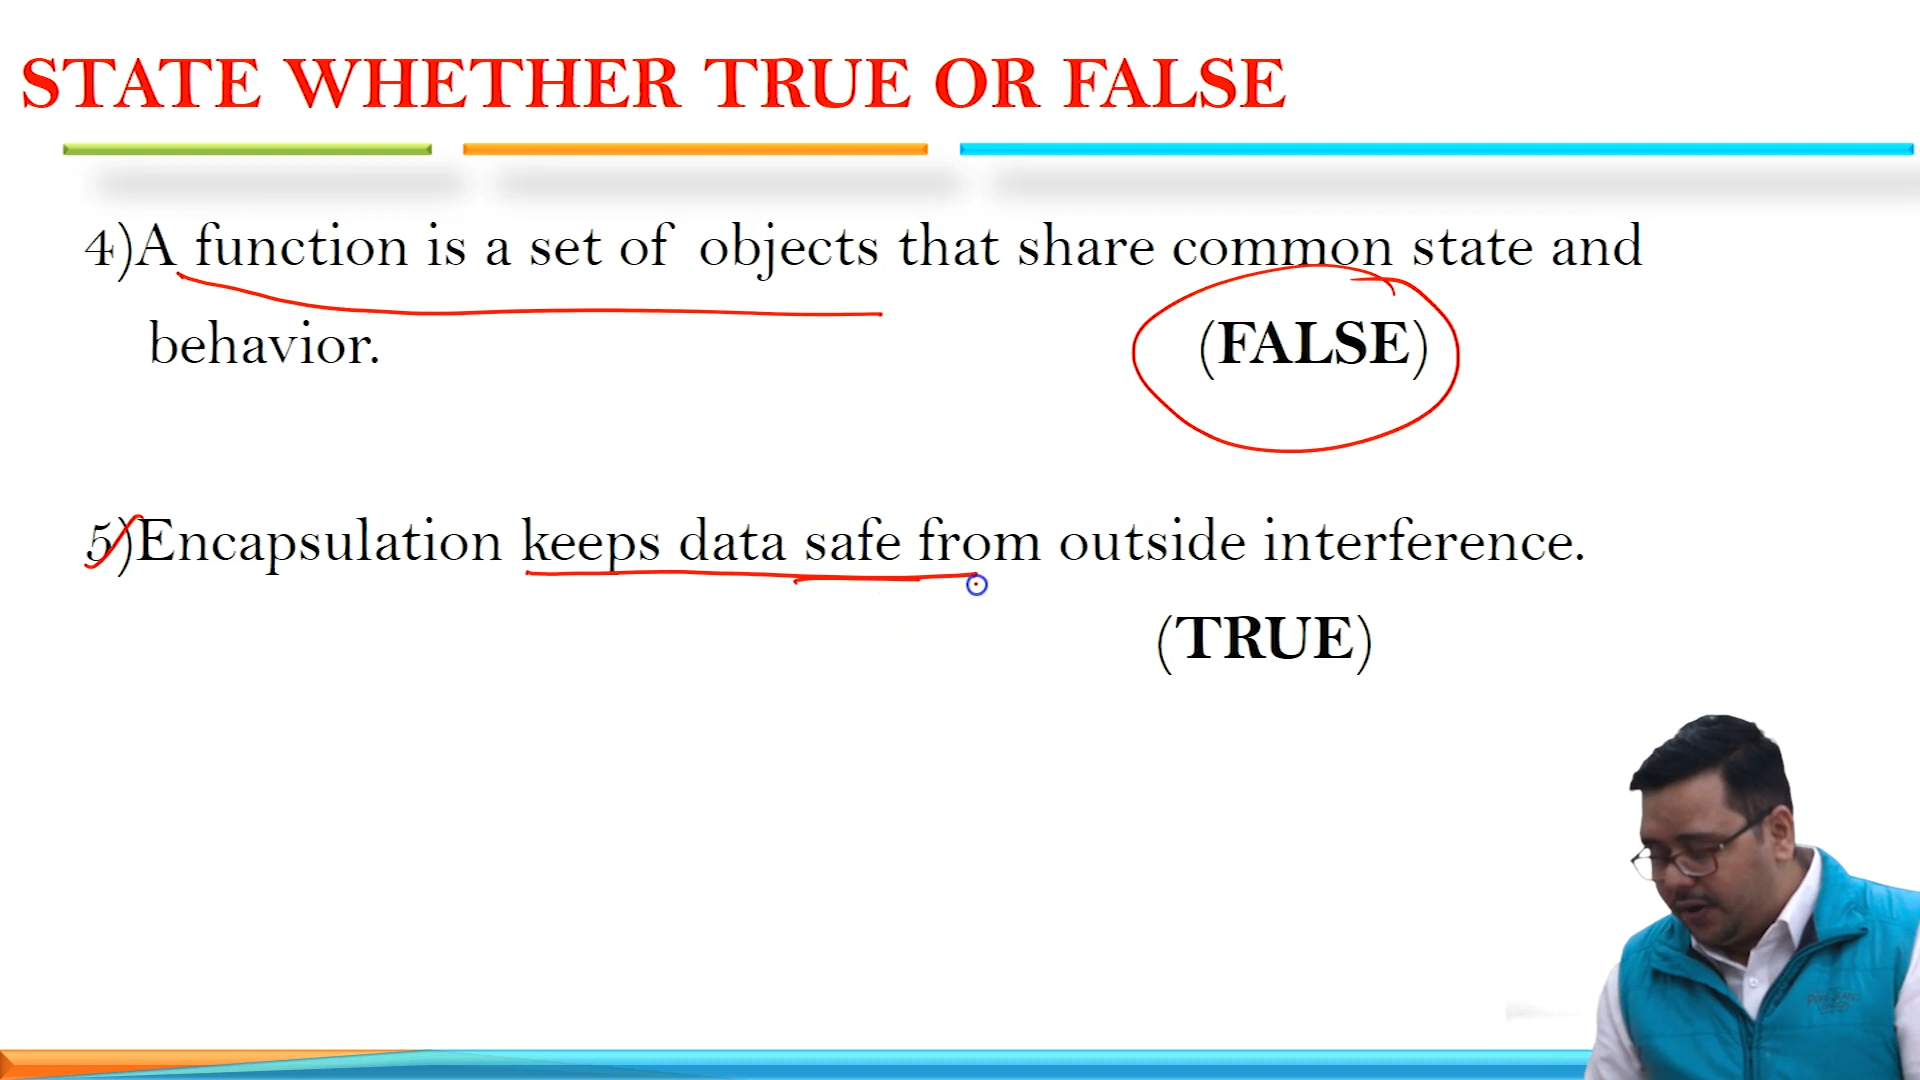 STATE WHETHER TRUE OR FALSE
4)A function is a set of objects that share common state and
behavior. (FALSE)
5)Encapsulation keeps data safe from outside interference.
(TRUE)